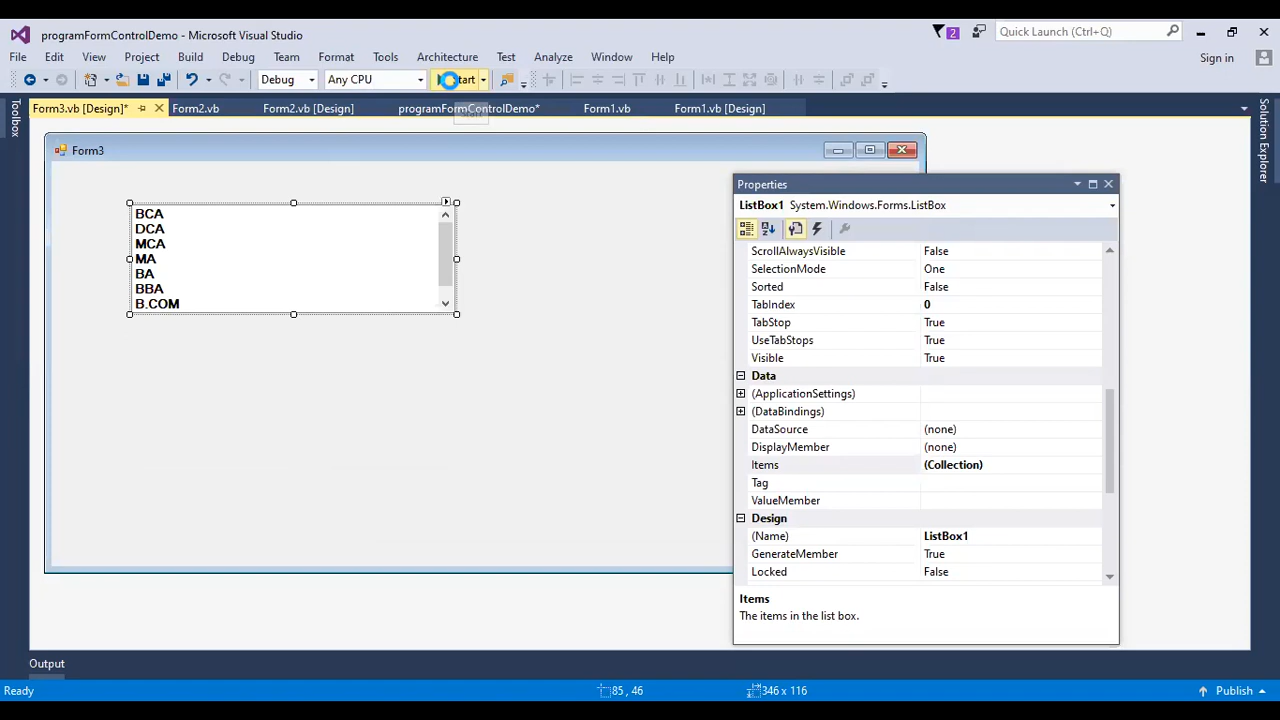 programFormControlDemo - Microsoft Visual Studio
2
Quick Launch (Ctrl+Q)
File Edit View Project Build Debug Team Tools Architecture Test Analyze Window Help
Sign in
Debug Any CPU Start
Form3.vb [Design]* Form2.vb Form2.vb [Design] programFormControlDemo* Form1.vb Form1.vb [Design]
Toolbox
Solution Explorer
Form3
BCA
DCA
MCA
MA
BA
BBA
B.COM
Properties
ListBox1 System.Windows.Forms.ListBox
ScrollAlwaysVisible False
SelectionMode One
Sorted False
TabIndex 0
TabStop True
UseTabStops True
Visible True
Data
(ApplicationSettings)
(DataBindings)
DataSource (none)
DisplayMember (none)
Items (Collection)
Tag
ValueMember
Design
(Name) ListBox1
GenerateMember True
Locked False
Items
The items in the list box.
Output
Ready 85 , 46 346 x 116 Publish